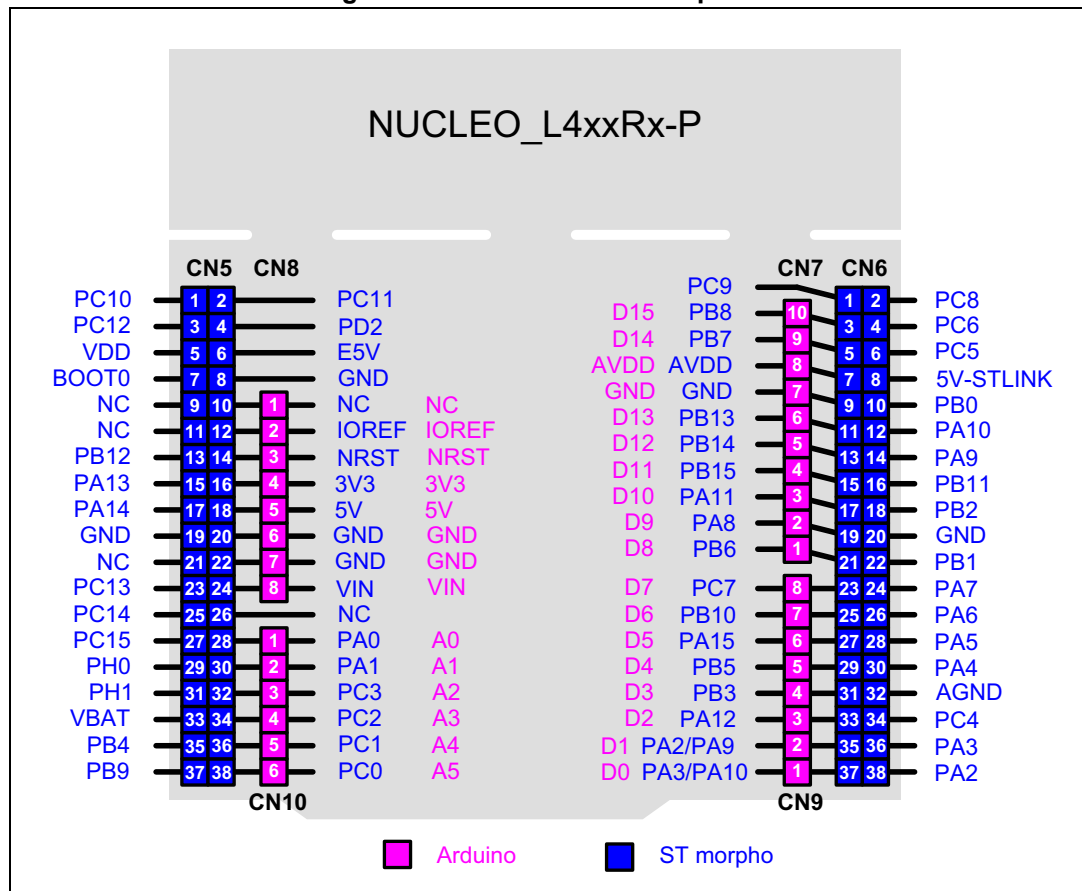 NUCLEO_L4xxRx-P
CN5 CN8 CN7 CN6
PC9
PC10 1 2 PC11 1 2 PC8
D15 PB8 10
PC12 3 4 PD2 3 4 PC6
D14 PB7 9
VDD 5 6 E5V 5 6 PC5
AVDD AVDD 8
BOOT0 7 8 GND 7 8 5V-STLINK
GND GND 7
NC 9 10 1 NC NC 9 10 PB0
D13 PB13 6
NC 11 12 2 IOREF IOREF 11 12 PA10
D12 PB14 5
PB12 13 14 3 NRST NRST 13 14 PA9
D11 PB15 4
PA13 15 16 4 3V3 3V3 15 16 PB11
D10 PA11 3
PA14 17 18 5 5V 5V 17 18 PB2
D9 PA8 2
GND 19 20 6 GND GND 19 20 GND
D8 PB6 1
NC 21 22 7 GND GND 21 22 PB1
PC13 23 24 8 VIN VIN D7 PC7 8 23 24 PA7
PC14 25 26 NC D6 PB10 7 25 26 PA6
PC15 27 28 1 PA0 A0 D5 PA15 6 27 28 PA5
PH0 29 30 2 PA1 A1 D4 PB5 5 29 30 PA4
PH1 31 32 3 PC3 A2 D3 PB3 4 31 32 AGND
VBAT 33 34 4 PC2 A3 D2 PA12 3 33 34 PC4
PB4 35 36 5 PC1 A4 D1 PA2/PA9 2 35 36 PA3
PB9 37 38 6 PC0 A5 D0 PA3/PA10 1 37 38 PA2
CN10 CN9
Arduino ST morpho